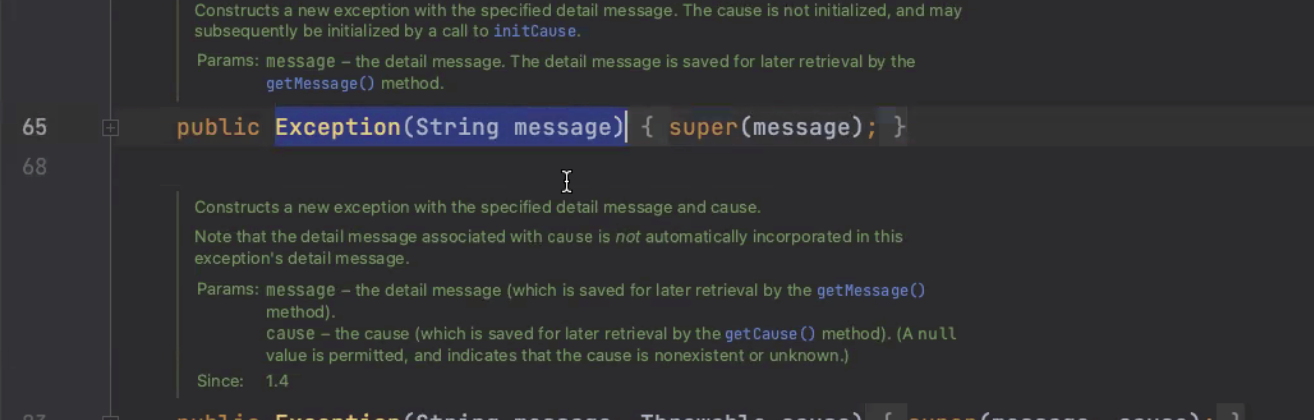 Constructs a new exception with the specified detail message. The cause is not initialized, and may
subsequently be initialized by a call to initCause.
Params: message – the detail message. The detail message is saved for later retrieval by the
getMessage() method.
65 public Exception(String message) { super(message); }
68
Constructs a new exception with the specified detail message and cause.
Note that the detail message associated with cause is not automatically incorporated in this
exception's detail message.
Params: message – the detail message (which is saved for later retrieval by the getMessage()
method).
cause – the cause (which is saved for later retrieval by the getCause() method). (A null
value is permitted, and indicates that the cause is nonexistent or unknown.)
Since: 1.4
public Exception(String message, Throwable cause) { super(message, cause); }